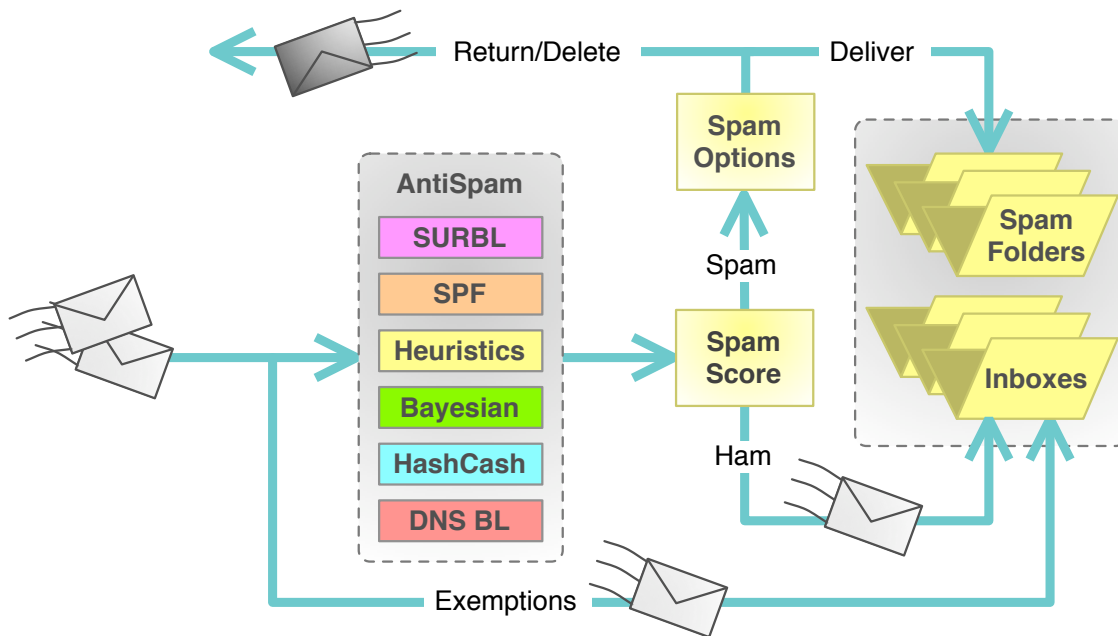 Return/Delete
Deliver
Spam
Options
AntiSpam
SURBL
SPF
Heuristics
Bayesian
HashCash
DNS BL
Spam
Spam
Score
Ham
Spam
Folders
Inboxes
Exemptions